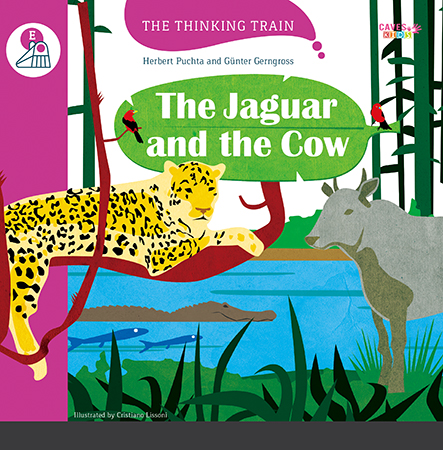 E
THE THINKING TRAIN
CAVES
KIDS
Herbert Puchta and Günter Gerngross
The Jaguar
and the Cow
Illustrated by Cristiano Lissoni